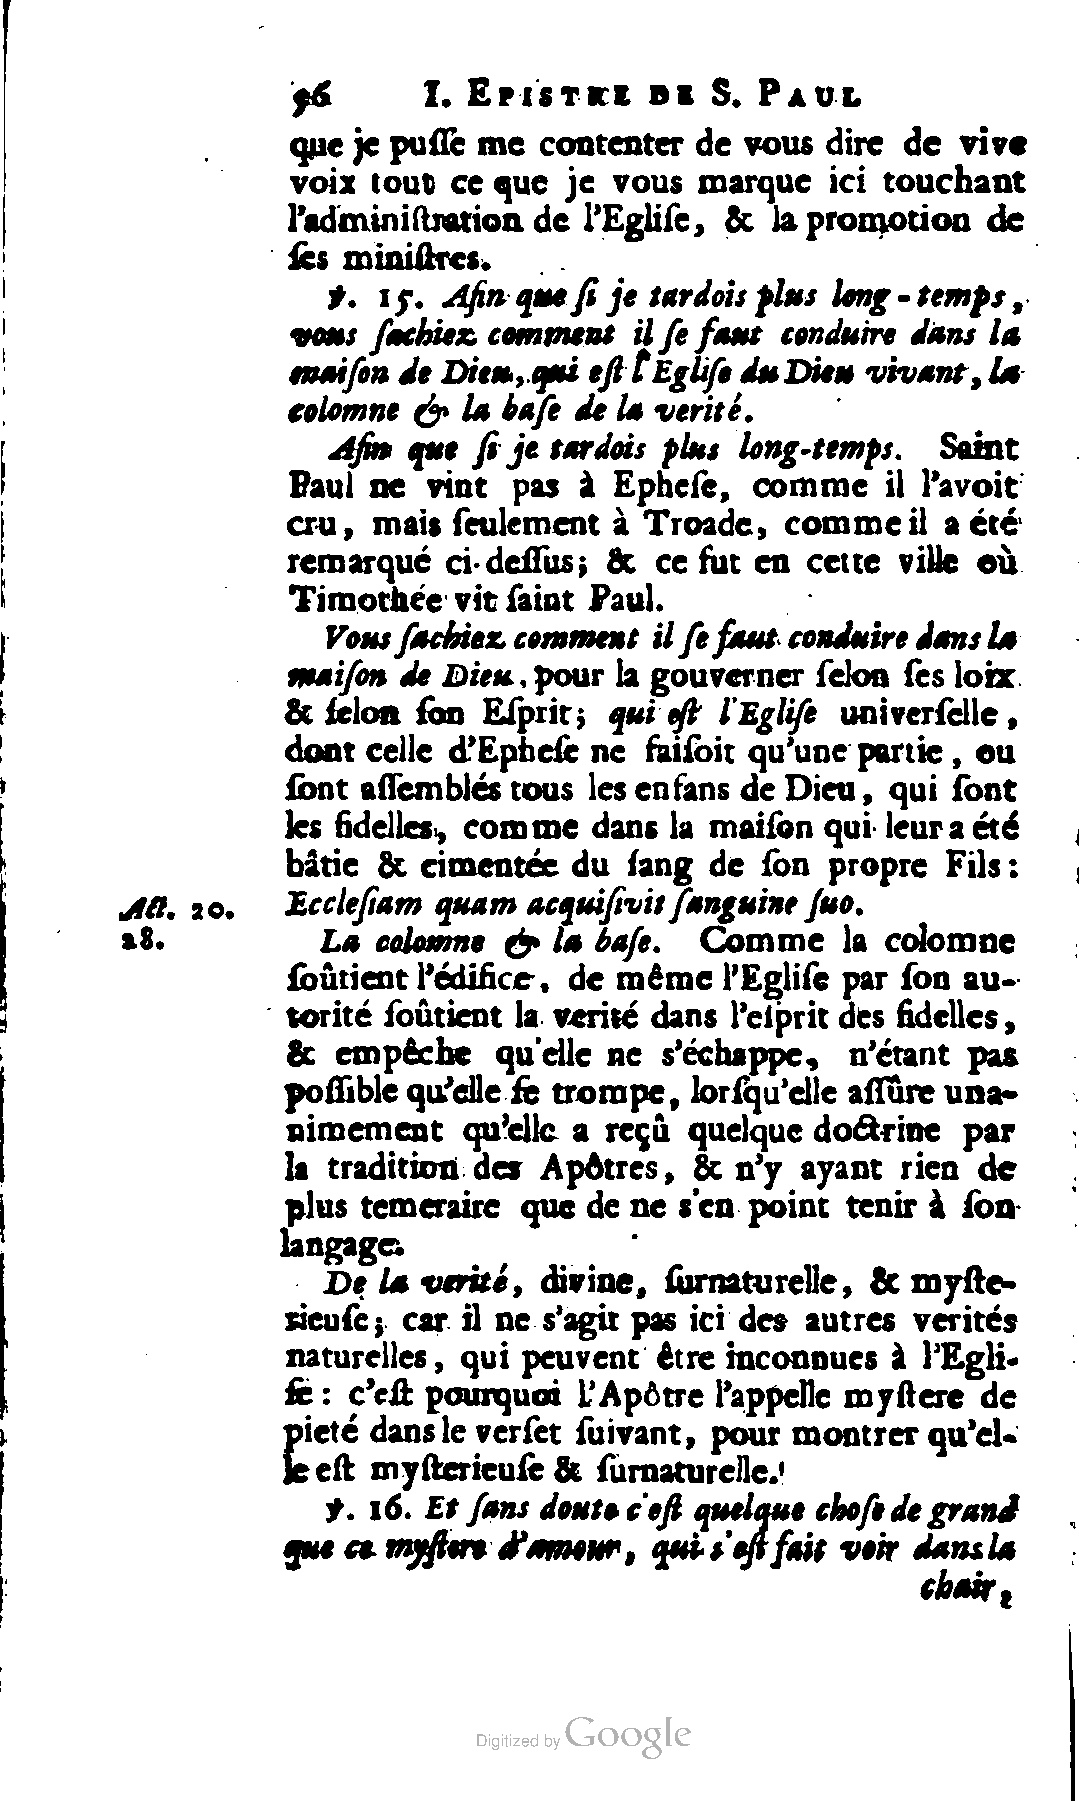 96 I. EPISTRE DE S. PAUL
que je puſſe me contenter de vous dire de vive
voix tout ce que je vous marque ici touchant
l'adminiſtration de l'Egliſe, & la promotion de
ſes miniſtres.
℣. 15. Afin que ſi je tardois plus long-temps,
vous ſachiez comment il ſe faut conduire dans la
maiſon de Dieu, qui eſt l'Egliſe du Dieu vivant, la
colomne & la baſe de la verité.
Afin que ſi je tardois plus long-temps. Saint
Paul ne vint pas à Epheſe, comme il l'avoit
cru, mais ſeulement à Troade, comme il a été
remarqué ci-deſſus; & ce fut en cette ville où
Timothée vit ſaint Paul.
Vous ſachiez comment il ſe faut conduire dans la
maiſon de Dieu, pour la gouverner ſelon ſes loix
& ſelon ſon Eſprit; qui eſt l'Egliſe univerſelle,
dont celle d'Epheſe ne faiſoit qu'une partie, ou
ſont aſſemblés tous les enfans de Dieu, qui ſont
les fidelles, comme dans la maiſon qui leur a été
bâtie & cimentée du ſang de ſon propre Fils:
Act. 20. Eccleſiam quam acquiſivit ſanguine ſuo.
28. La colomne & la baſe. Comme la colomne
ſoûtient l'édifice, de même l'Egliſe par ſon au-
torité ſoûtient la verité dans l'eſprit des fidelles,
& empêche qu'elle ne s'échappe, n'étant pas
poſſible qu'elle ſe trompe, lorſqu'elle aſſûre una-
nimement qu'elle a reçû quelque doctrine par
la tradition des Apôtres, & n'y ayant rien de
plus temeraire que de ne s'en point tenir à ſon
langage.
De la verité, divine, ſurnaturelle, & myſte-
rieuſe; car il ne s'agit pas ici des autres verités
naturelles, qui peuvent être inconnues à l'Egli-
ſe: c'eſt pourquoi l'Apôtre l'appelle myſtere de
pieté dans le verſet ſuivant, pour montrer qu'el-
le eſt myſterieuſe & ſurnaturelle.
℣. 16. Et ſans doute c'eſt quelque choſe de grand
que ce myſtere d'amour, qui s'eſt fait voir dans la
chair,
Digitized by Google